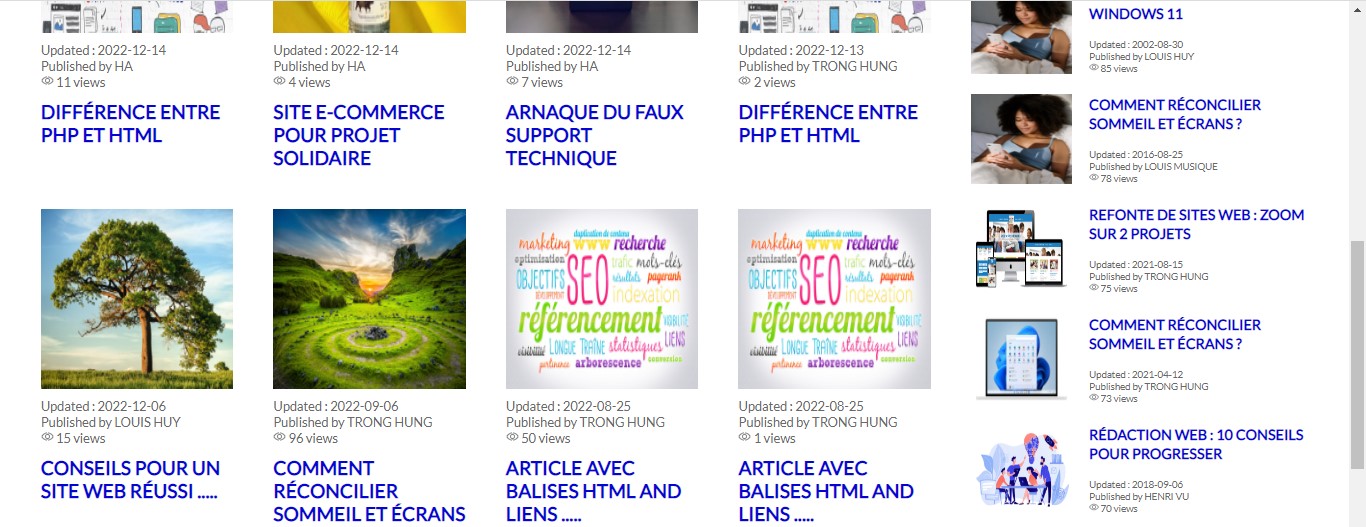 Updated : 2022-12-14
Published by HA
11 views
DIFFÉRENCE ENTRE
PHP ET HTML
Updated : 2022-12-14
Published by HA
4 views
SITE E-COMMERCE
POUR PROJET
SOLIDAIRE
Updated : 2022-12-14
Published by HA
7 views
ARNAQUE DU FAUX
SUPPORT
TECHNIQUE
Updated : 2022-12-13
Published by TRONG HUNG
2 views
DIFFÉRENCE ENTRE
PHP ET HTML
Updated : 2022-12-06
Published by LOUIS HUY
15 views
CONSEILS POUR UN
SITE WEB RÉUSSI .....
Updated : 2022-09-06
Published by TRONG HUNG
96 views
COMMENT
RÉCONCILIER
SOMMEIL ET ÉCRANS
duplication de contenu
marketing www recherche
optimisation trafic mots-clés
OBJECTIFS SEO résultats pagerank
DÉVELOPPEMENT indexation
référencement VISIBILITÉ
visibilité LONGUE TRAÎNE statistiques LIENS
pertinence arborescence conversion
Updated : 2022-08-25
Published by TRONG HUNG
50 views
ARTICLE AVEC
BALISES HTML AND
LIENS .....
duplication de contenu
marketing www recherche
optimisation trafic mots-clés
OBJECTIFS SEO résultats pagerank
DÉVELOPPEMENT indexation
référencement VISIBILITÉ
visibilité LONGUE TRAÎNE statistiques LIENS
pertinence arborescence conversion
Updated : 2022-08-25
Published by TRONG HUNG
1 views
ARTICLE AVEC
BALISES HTML AND
LIENS .....
WINDOWS 11
Updated : 2002-08-30
Published by LOUIS HUY
85 views
COMMENT RÉCONCILIER
SOMMEIL ET ÉCRANS ?
Updated : 2016-08-25
Published by LOUIS MUSIQUE
78 views
REFONTE DE SITES WEB : ZOOM
SUR 2 PROJETS
Updated : 2021-08-15
Published by TRONG HUNG
75 views
COMMENT RÉCONCILIER
SOMMEIL ET ÉCRANS ?
Updated : 2021-04-12
Published by TRONG HUNG
73 views
RÉDACTION WEB : 10 CONSEILS
POUR PROGRESSER
Updated : 2018-09-06
Published by HENRI VU
70 views